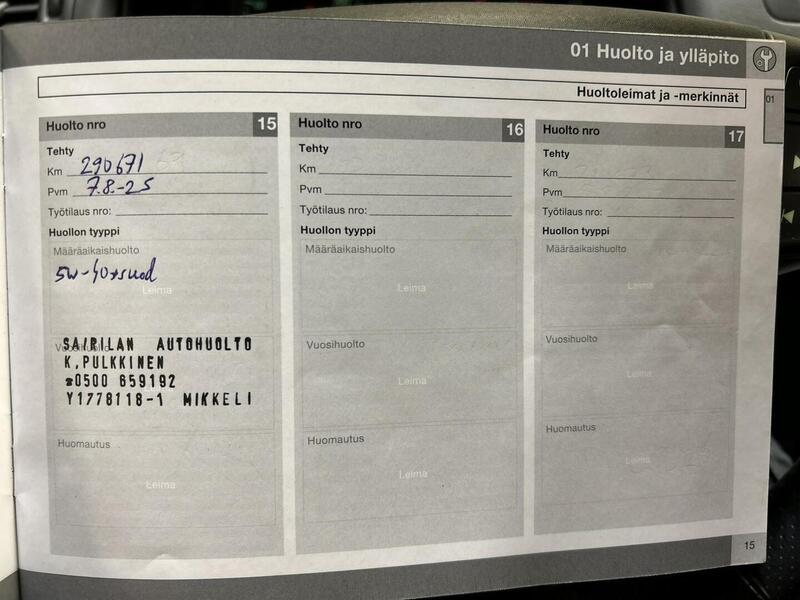 01 Huolto ja ylläpito
Huoltoleimat ja -merkinnät
01
Huolto nro 15
Tehty
Km 290671
Pvm 7.8.-25
Työtilaus nro:
Huollon tyyppi
Määräaikaishuolto
5w-40+suod
Leima
Vuosihuolto
SAIRILAN AUTOHUOLTO
K.PULKKINEN
☎0500 659192
Y1778118-1 MIKKELI
Huomautus
Leima
Huolto nro 16
Tehty
Km
Pvm
Työtilaus nro:
Huollon tyyppi
Määräaikaishuolto
Leima
Vuosihuolto
Leima
Huomautus
Leima
Huolto nro 17
Tehty
Km
Pvm
Työtilaus nro:
Huollon tyyppi
Määräaikaishuolto
Leima
Vuosihuolto
Leima
Huomautus
Leima
15